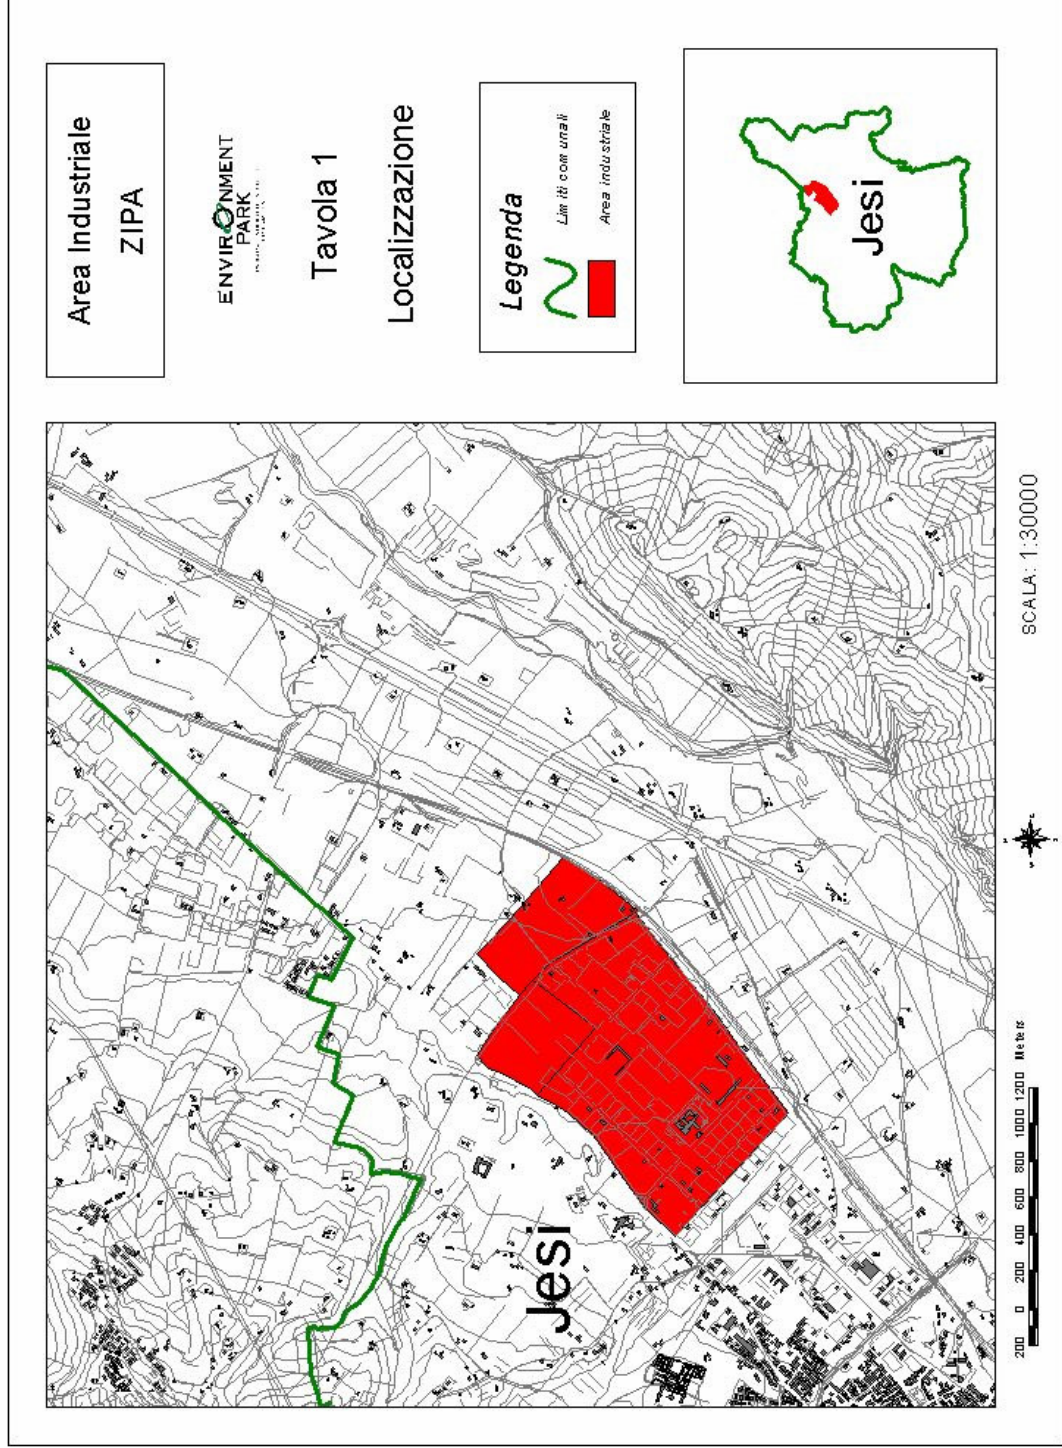 Area Industriale
ZIPA
ENVIRONMENT
PARK
Tavola 1
Localizzazione
Legenda
Limiti comunali
Area industriale
Jesi
Jesi
SCALA: 1:30000
200 0 200 400 600 800 1000 1200 Meters